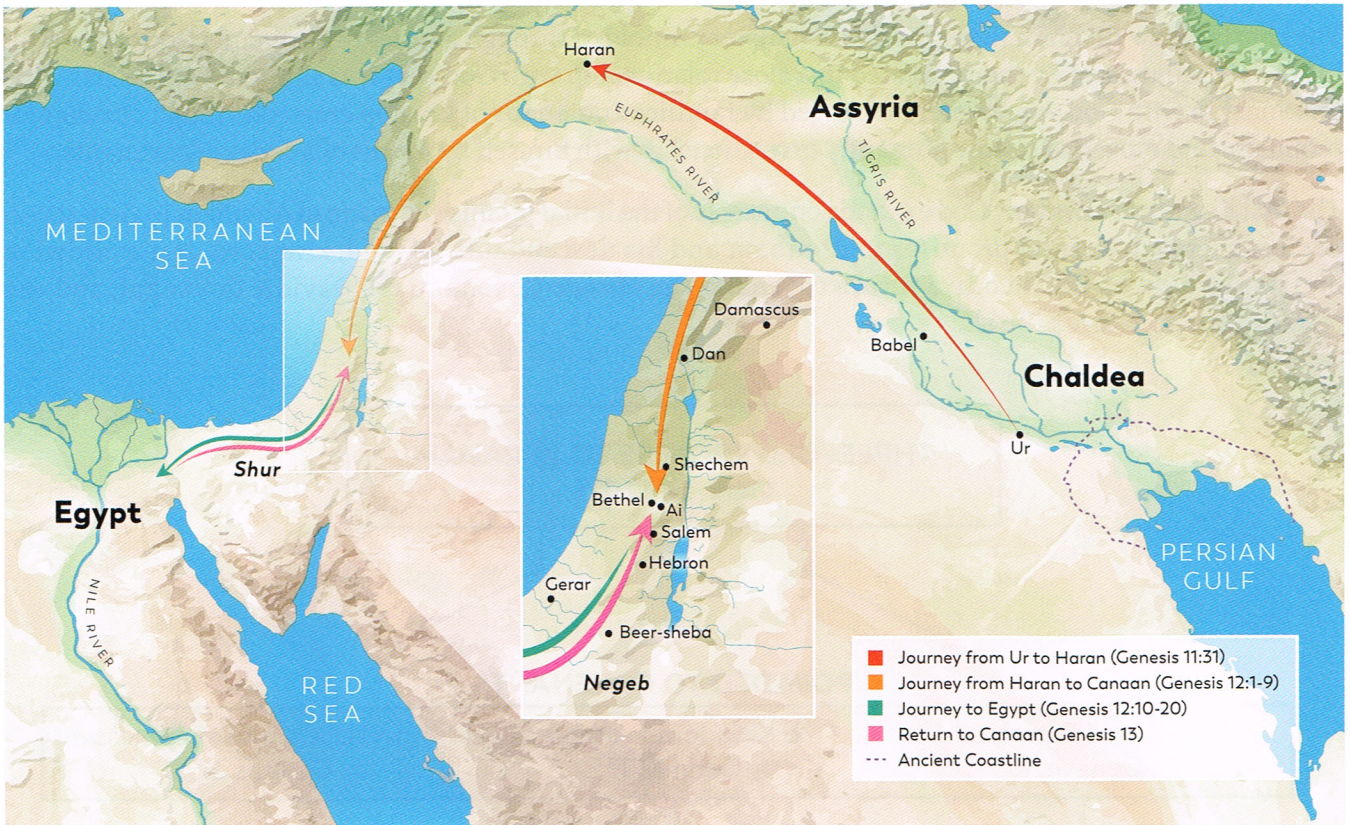 Haran
Assyria
EUPHRATES RIVER
TIGRIS RIVER
MEDITERRANEAN
SEA
Damascus
Dan
Babel
Chaldea
Ur
Shechem
Shur
Bethel
Ai
Egypt
Salem
PERSIAN
GULF
Hebron
Gerar
NILE RIVER
Beer-sheba
Negeb
RED
SEA
Journey from Ur to Haran (Genesis 11:31)
Journey from Haran to Canaan (Genesis 12:1-9)
Journey to Egypt (Genesis 12:10-20)
Return to Canaan (Genesis 13)
Ancient Coastline